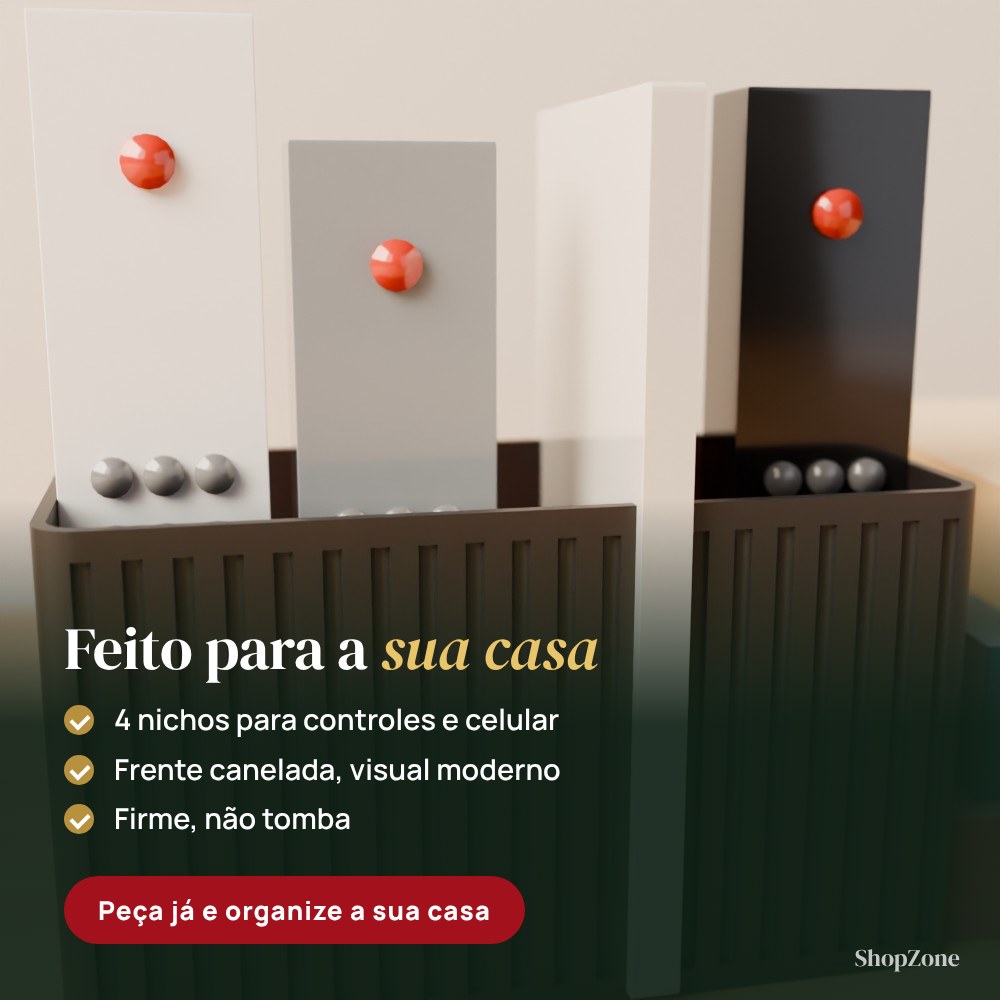 Feito para a sua casa
4 nichos para controles e celular
Frente canelada, visual moderno
Firme, não tomba
Peça já e organize a sua casa
ShopZone